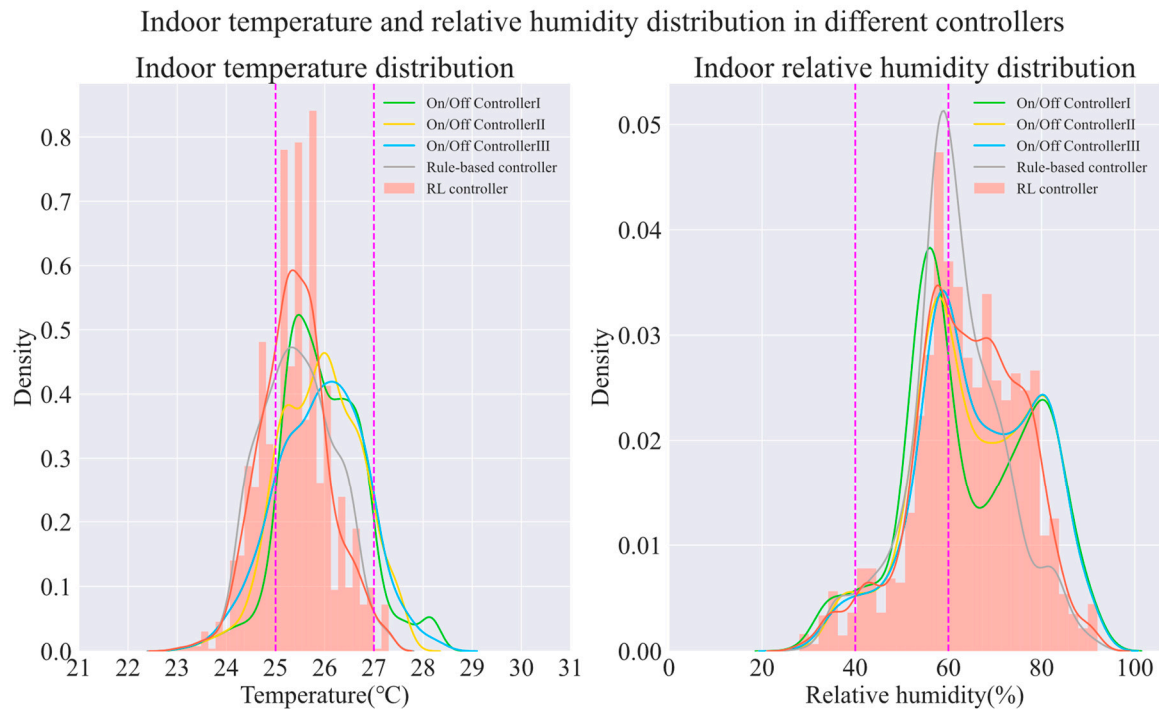 Indoor temperature and relative humidity distribution in different controllers
Indoor temperature distribution
On/Off ControllerI
On/Off ControllerII
On/Off ControllerIII
Rule-based controller
RL controller
Density
0.8
0.7
0.6
0.5
0.4
0.3
0.2
0.1
0.0
21 22 23 24 25 26 27 28 29 30 31
Temperature(℃)
Indoor relative humidity distribution
On/Off ControllerI
On/Off ControllerII
On/Off ControllerIII
Rule-based controller
RL controller
Density
0.05
0.04
0.03
0.02
0.01
0.00
0 20 40 60 80 100
Relative humidity(%)